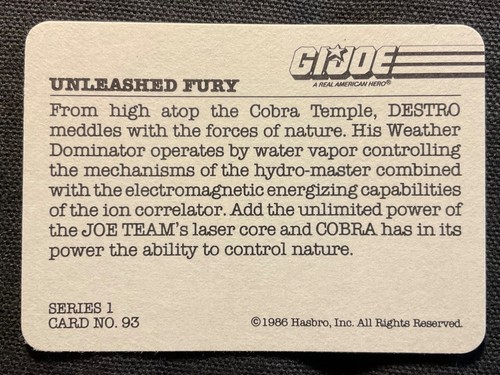 GIJOE
A REAL AMERICAN HERO®
UNLEASHED FURY
From high atop the Cobra Temple, DESTRO
meddles with the forces of nature. His Weather
Dominator operates by water vapor controlling
the mechanisms of the hydro-master combined
with the electromagnetic energizing capabilities
of the ion correlator. Add the unlimited power of
the JOE TEAM's laser core and COBRA has in its
power the ability to control nature.
SERIES 1
CARD NO. 93
©1986 Hasbro, Inc. All Rights Reserved.